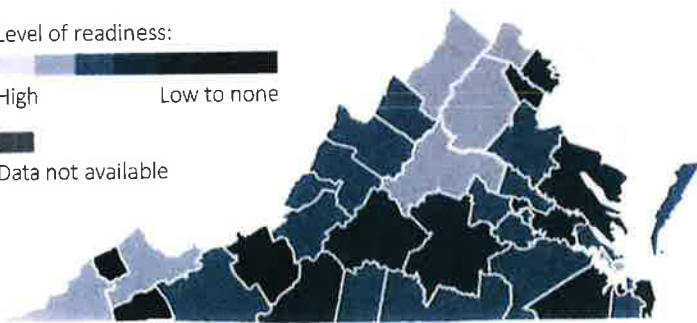 Level of readiness:
High Low to none
Data not available